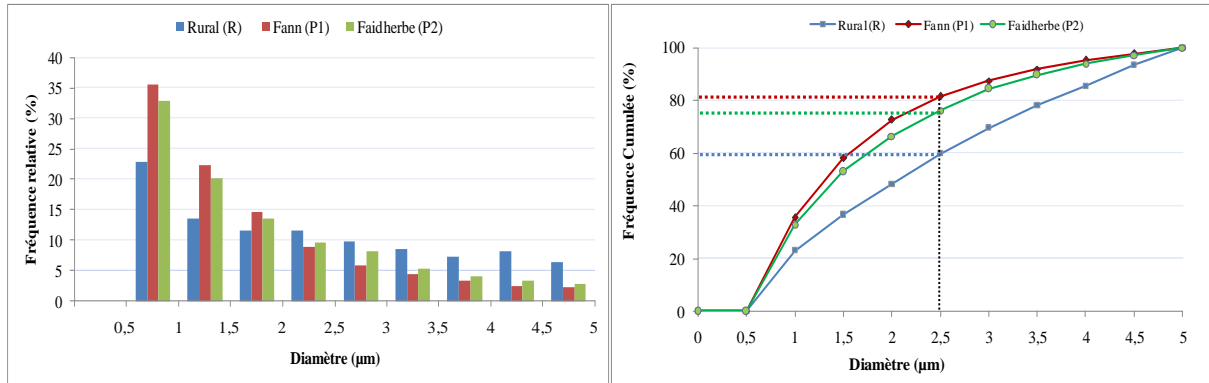 Rural (R) Fann (P1) Faidherbe (P2)
Fréquence relative (%)
40
35
30
25
20
15
10
5
0
0,5 1 1,5 2 2,5 3 3,5 4 4,5 5
Diamètre (µm)
Rural(R) Fann (P1) Faidherbe (P2)
Fréquence Cumulée (%)
100
80
60
40
20
0
0 0,5 1 1,5 2 2,5 3 3,5 4 4,5 5
Diamètre (µm)